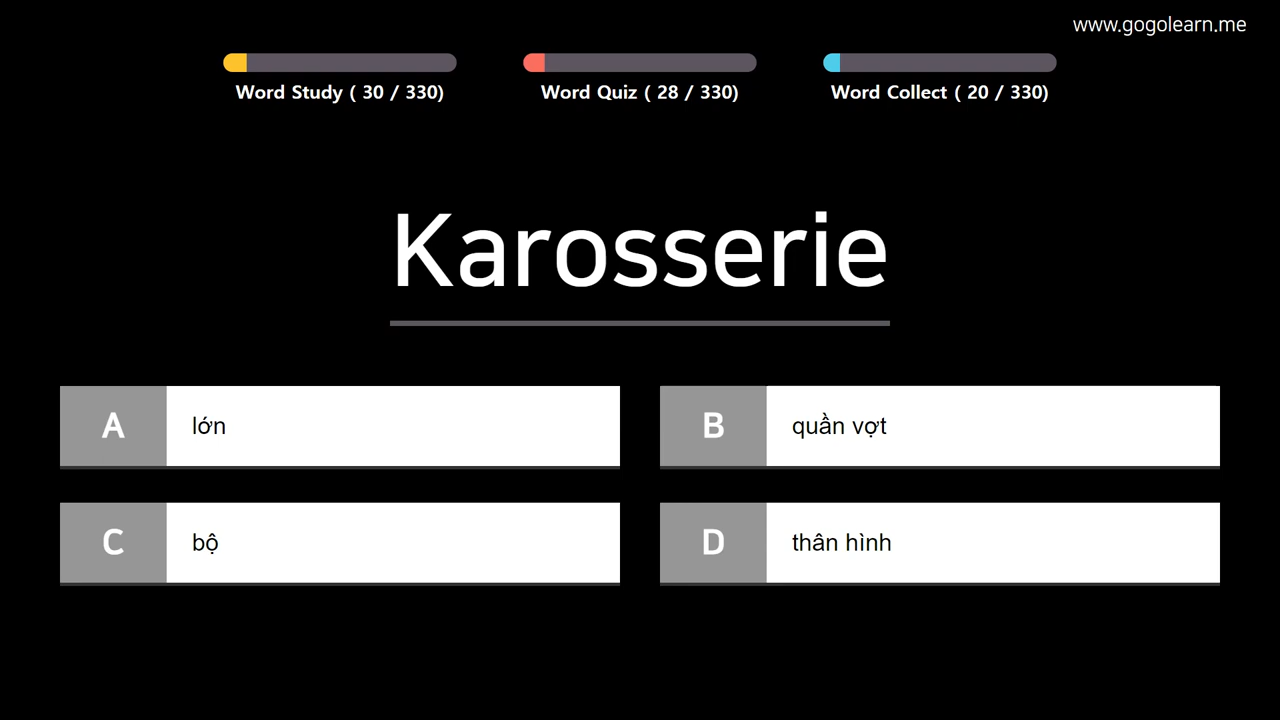 www.gogolearn.me
Word Study ( 30 / 330)
Word Quiz ( 28 / 330)
Word Collect ( 20 / 330)
Karosserie
A lớn
B quần vợt
C bộ
D thân hình